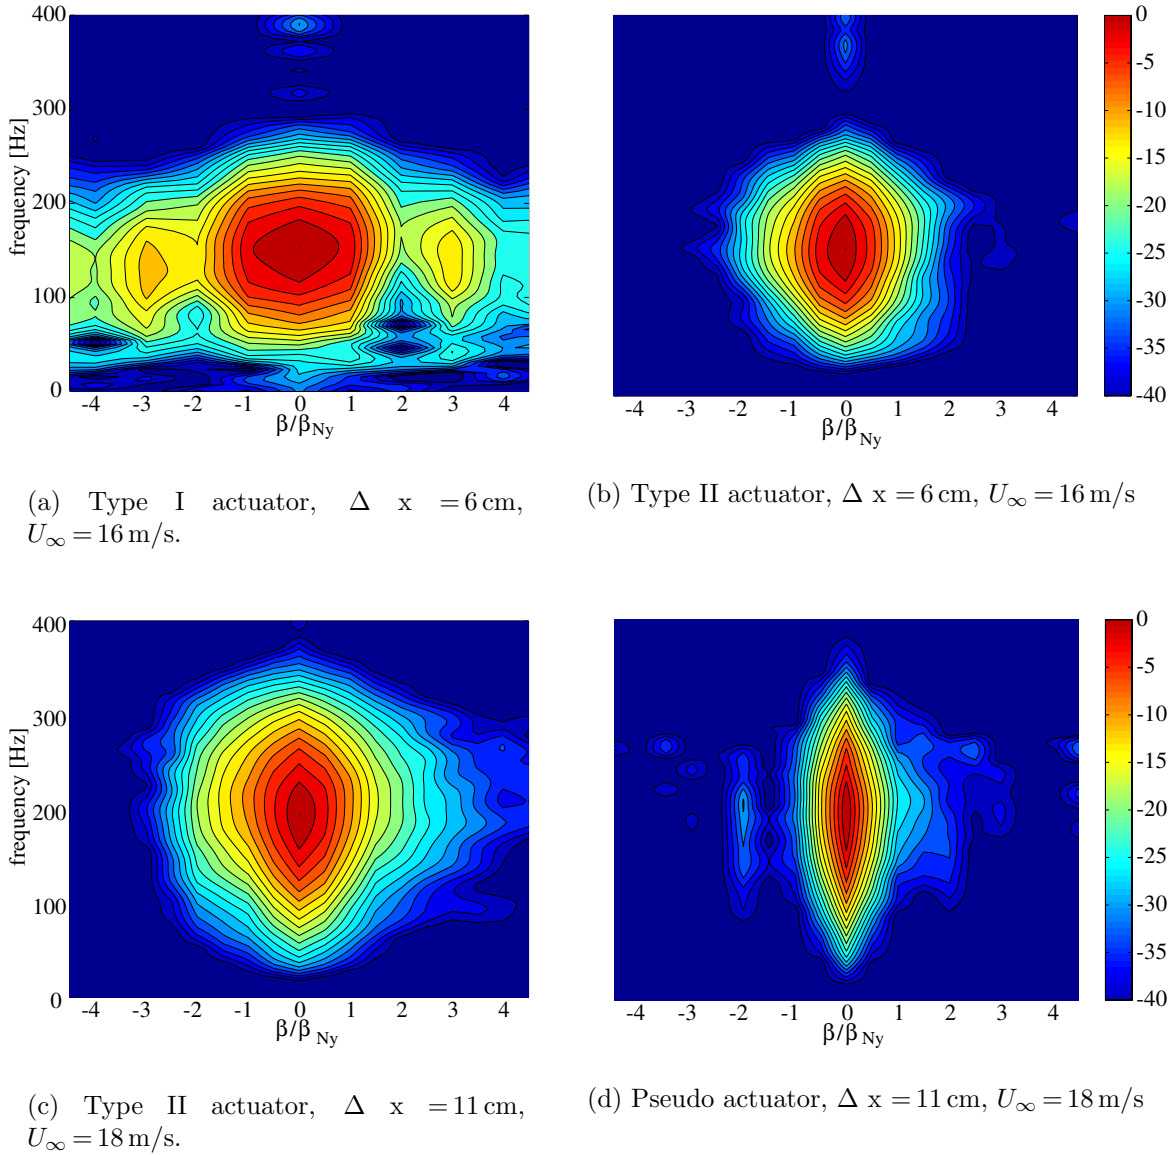 400
300
200
100
0
frequency [Hz]
-4 -3 -2 -1 0 1 2 3 4
β/β_Ny
-4 -3 -2 -1 0 1 2 3 4
β/β_Ny
0
-5
-10
-15
-20
-25
-30
-35
-40
(a) Type I actuator, Δ x = 6 cm,
U∞ = 16 m/s.
(b) Type II actuator, Δ x = 6 cm, U∞ = 16 m/s
400
300
200
100
0
frequency [Hz]
-4 -3 -2 -1 0 1 2 3 4
β/β_Ny
-4 -3 -2 -1 0 1 2 3 4
β/β_Ny
0
-5
-10
-15
-20
-25
-30
-35
-40
(c) Type II actuator, Δ x = 11 cm,
U∞ = 18 m/s.
(d) Pseudo actuator, Δ x = 11 cm, U∞ = 18 m/s